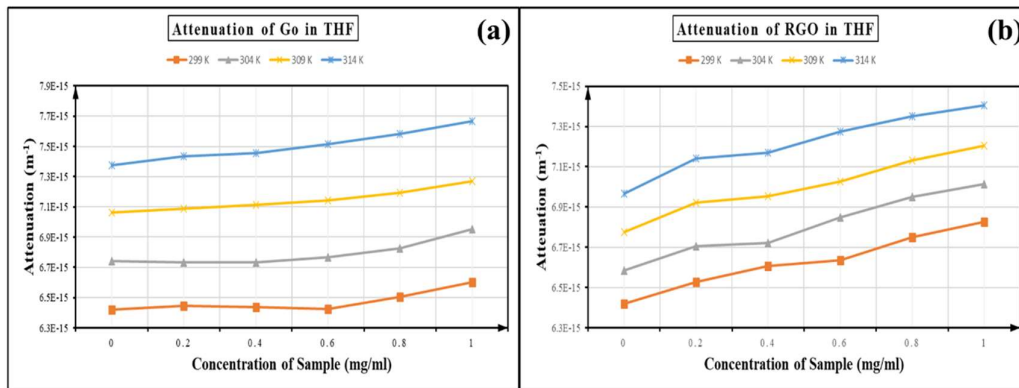 Attenuation of Go in THF
(a)
299 K 304 K 309 K 314 K
7.9E-15
7.7E-15
7.5E-15
7.3E-15
7.1E-15
6.9E-15
6.7E-15
6.5E-15
6.3E-15
Attenuation (m⁻¹)
0 0.2 0.4 0.6 0.8 1
Concentration of Sample (mg/ml)
Attenuation of RGO in THF
(b)
299 K 304 K 309 K 314 K
7.5E-15
7.3E-15
7.1E-15
6.9E-15
6.7E-15
6.5E-15
6.3E-15
Attenuation (m⁻¹)
0 0.2 0.4 0.6 0.8 1
Concentration of Sample (mg/ml)